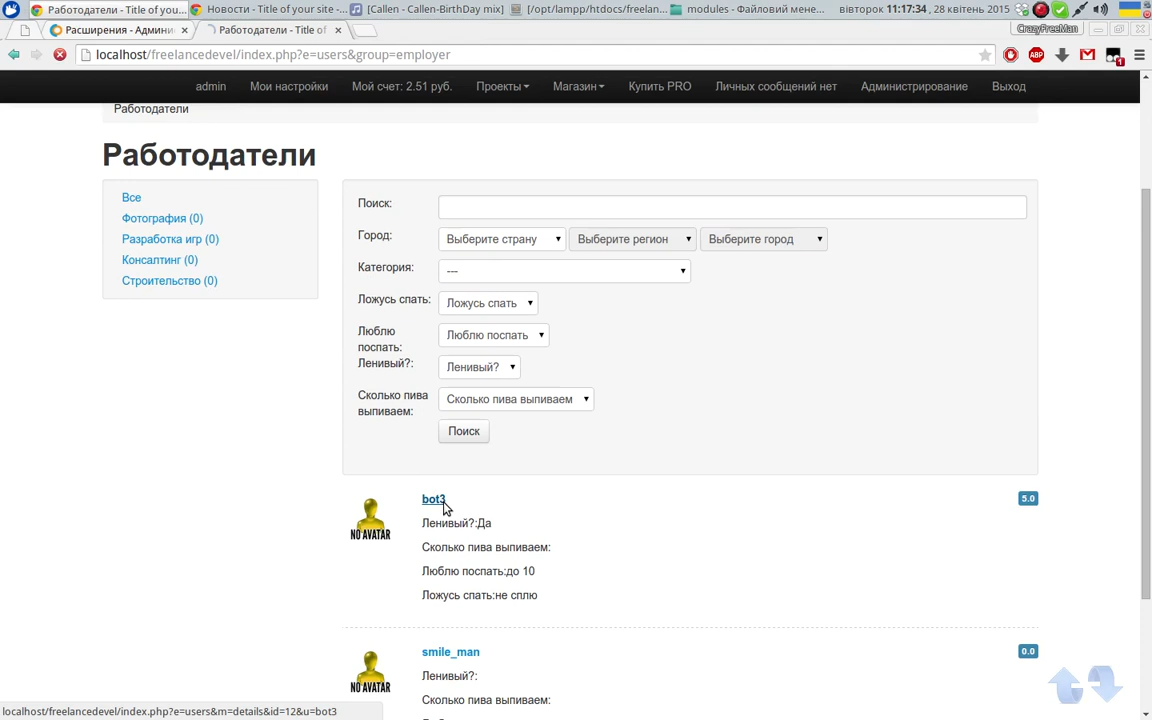 Работодатели - Title of you...
Новости - Title of your site -...
[Callen - Callen-BirthDay mix]
[/opt/lampp/htdocs/freelan...
modules - Файловий мене...
вівторок 11:17:34, 28 квітень 2015
Расширения - Админи
Работодатели - Title of
CrazyFreeMan
localhost/freelancedevel/index.php?e=users&group=employer
ABP
1
admin
Мои настройки
Мой счет: 2.51 руб.
Проекты
Магазин
Купить PRO
Личных сообщений нет
Администрирование
Выход
Работодатели
Работодатели
Все
Фотография (0)
Разработка игр (0)
Консалтинг (0)
Строительство (0)
Поиск:
Город:
Выберите страну
Выберите регион
Выберите город
Категория:
---
Ложусь спать:
Ложусь спать
Люблю
поспать:
Люблю поспать
Ленивый?:
Ленивый?
Сколько пива
выпиваем:
Сколько пива выпиваем
Поиск
NO AVATAR
bot3
5.0
Ленивый?:Да
Сколько пива выпиваем:
Люблю поспать:до 10
Ложусь спать:не сплю
NO AVATAR
smile_man
0.0
Ленивый?:
Сколько пива выпиваем:
localhost/freelancedevel/index.php?e=users&m=details&id=12&u=bot3